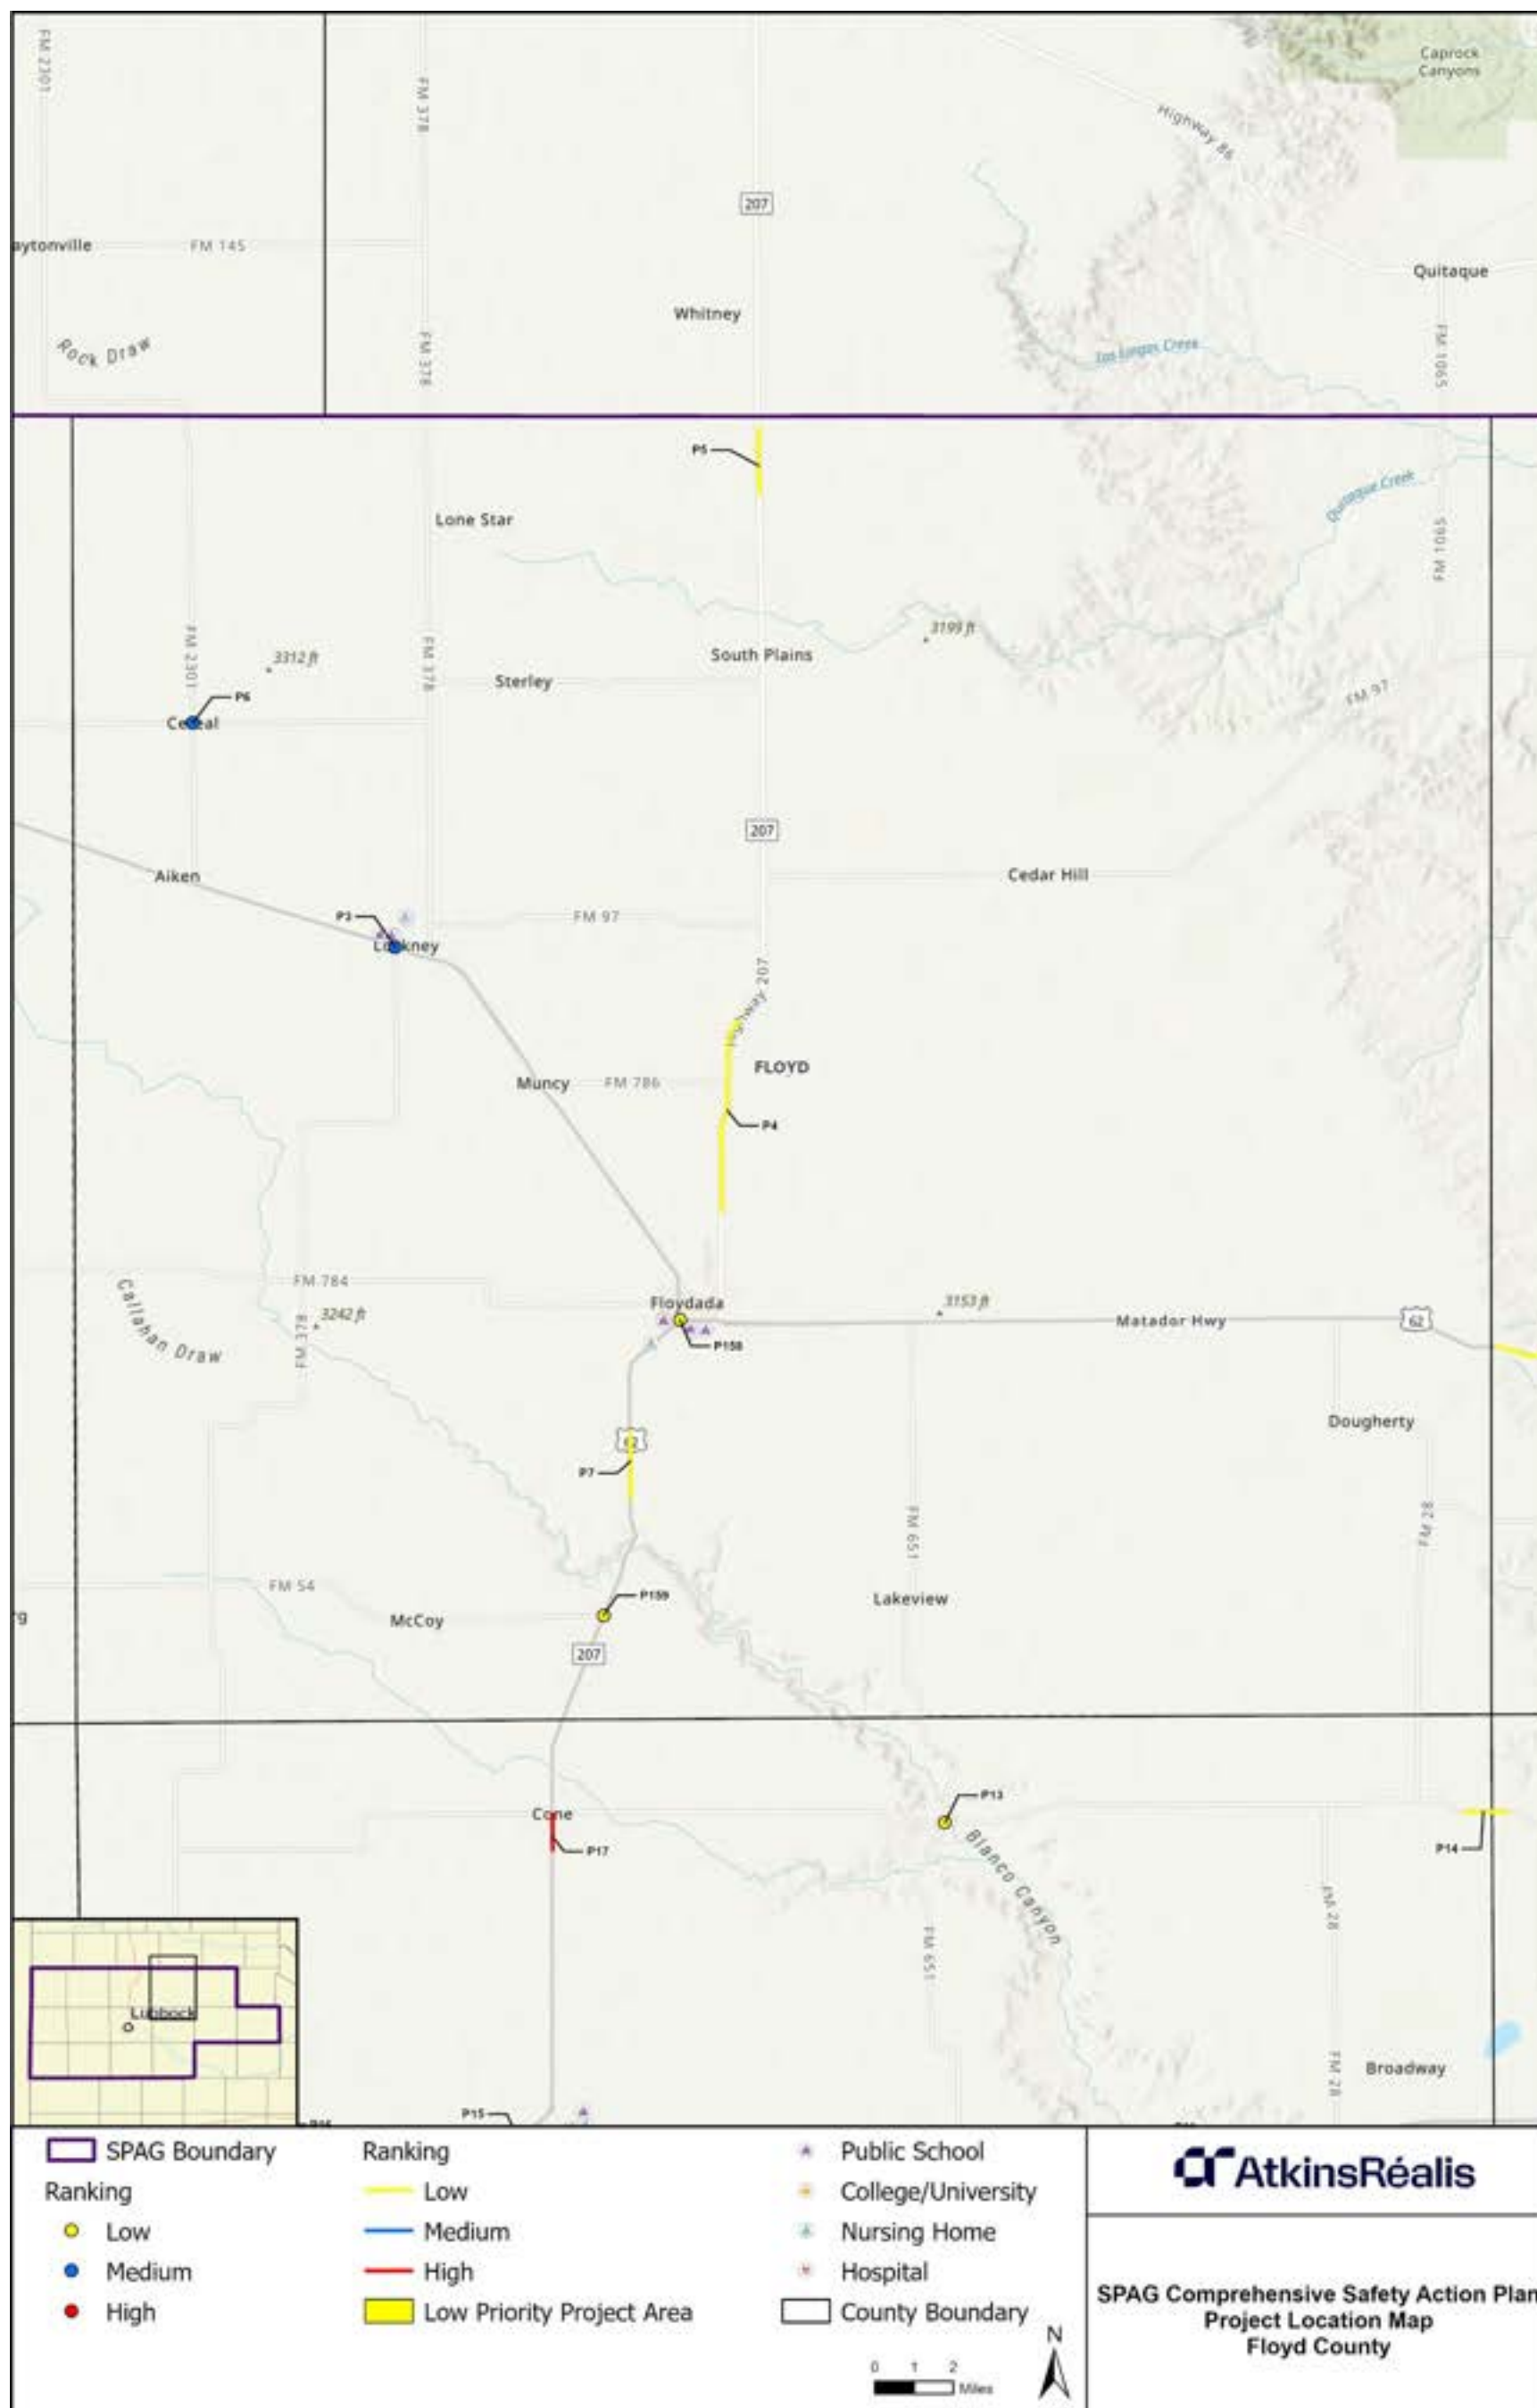 FM 2301
FM 378
Caprock
Canyons
Highway 86
207
aytonville
FM 145
Quitaque
Whitney
Rock Draw
FM 378
Los Lingos Creek
FM 1065
P5
Quitaque Creek
Lone Star
FM 1065
3199 ft
FM 2301
3312 ft
FM 378
South Plains
Sterley
FM 97
P6
207
Aiken
Cedar Hill
P3
FM 97
Lockney
Highway 207
FLOYD
Muncy
FM 786
P4
Callahan Draw
FM 784
3242 ft
FM 378
Floydada
3153 ft
Matador Hwy
62
P158
Dougherty
62
P7
FM 651
FM 28
FM 54
P159
Lakeview
McCoy
rg
207
P13
Cone
P17
Blanco Canyon
P14
FM 28
FM 651
Lubbock
FM 28
Broadway
P15
SPAG Boundary
Ranking
Low
Medium
High
Ranking
Low
Medium
High
Low Priority Project Area
Public School
College/University
Nursing Home
Hospital
County Boundary
N
0 1 2
Miles
AtkinsRéalis
SPAG Comprehensive Safety Action Plan
Project Location Map
Floyd County